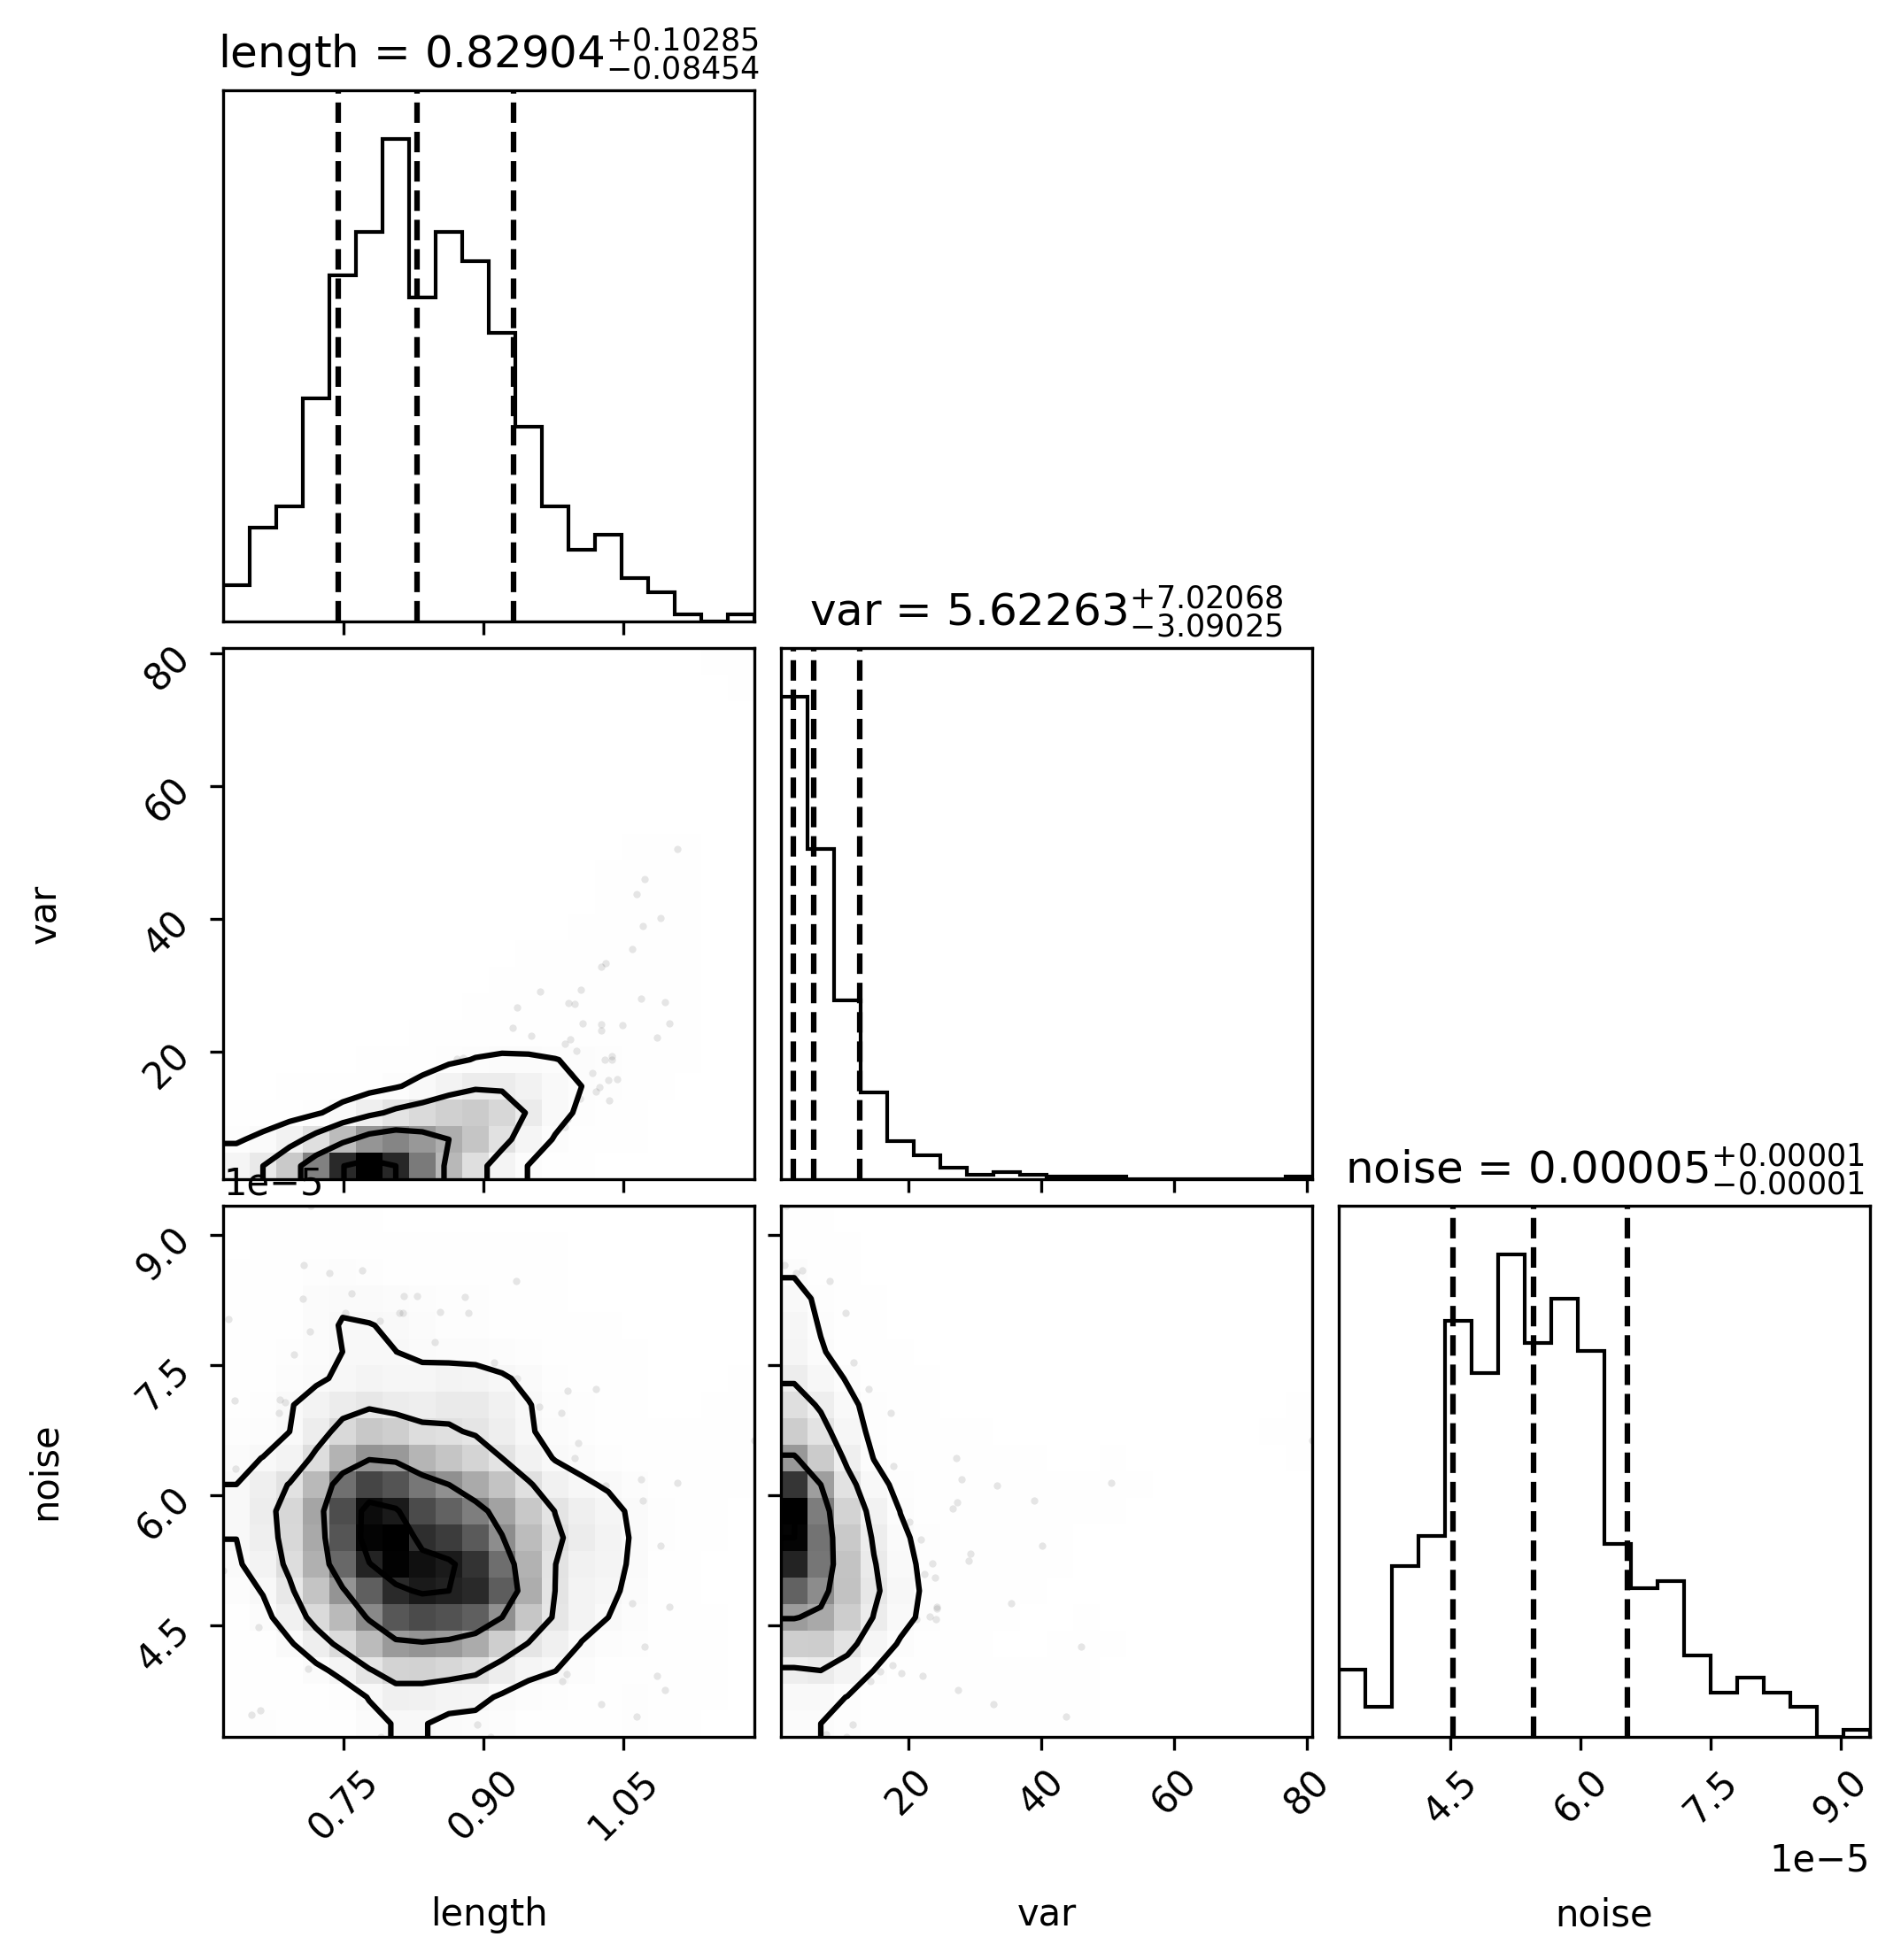 length = 0.82904+0.10285−0.08454
var = 5.62263+7.02068−3.09025
80
60
40
20
var
noise = 0.00005+0.00001−0.00001
1e−5
9.0
7.5
6.0
4.5
noise
0.75 0.90 1.05 20 40 60 80 4.5 6.0 7.5 9.0
1e−5
length var noise